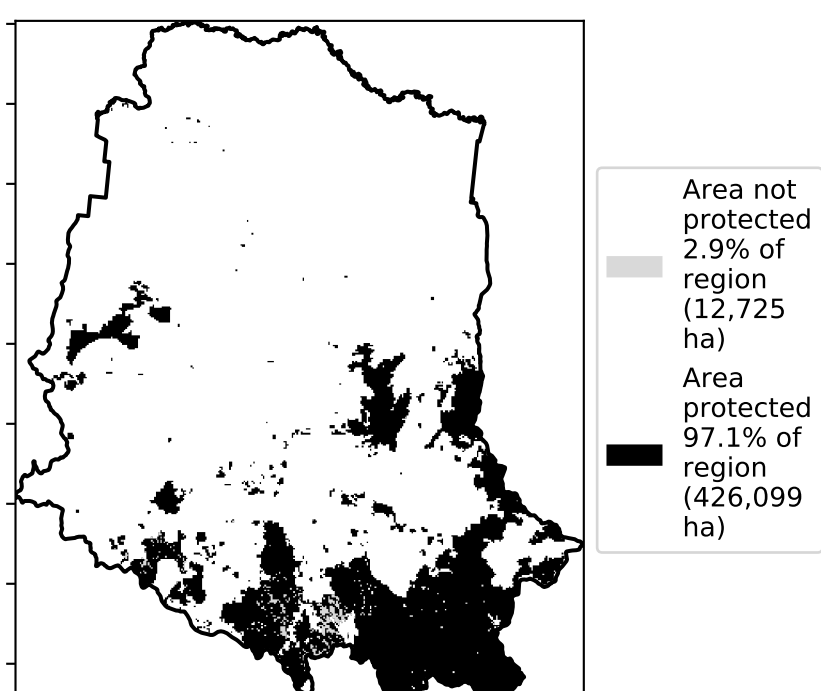 Area not
protected
2.9% of
region
(12,725
ha)
Area
protected
97.1% of
region
(426,099
ha)